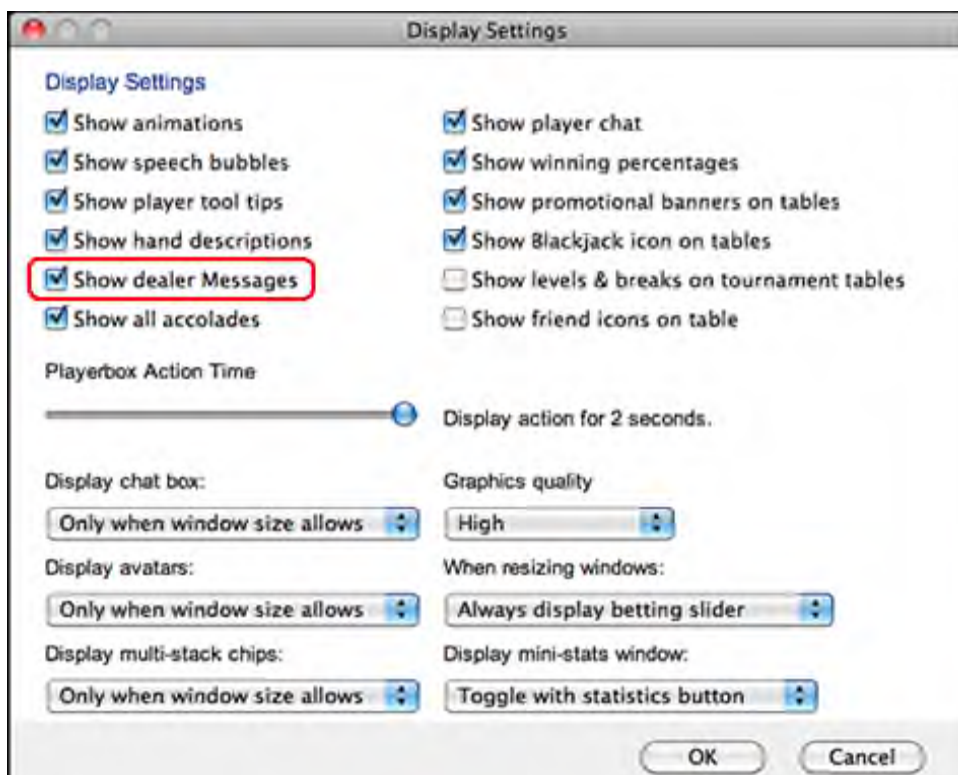 Display Settings
Display Settings
Show animations
Show speech bubbles
Show player tool tips
Show hand descriptions
Show dealer Messages
Show all accolades
Show player chat
Show winning percentages
Show promotional banners on tables
Show Blackjack icon on tables
Show levels & breaks on tournament tables
Show friend icons on table
Playerbox Action Time
Display action for 2 seconds.
Display chat box:
Only when window size allows
Graphics quality
High
Display avatars:
Only when window size allows
When resizing windows:
Always display betting slider
Display multi-stack chips:
Only when window size allows
Display mini-stats window:
Toggle with statistics button
OK
Cancel